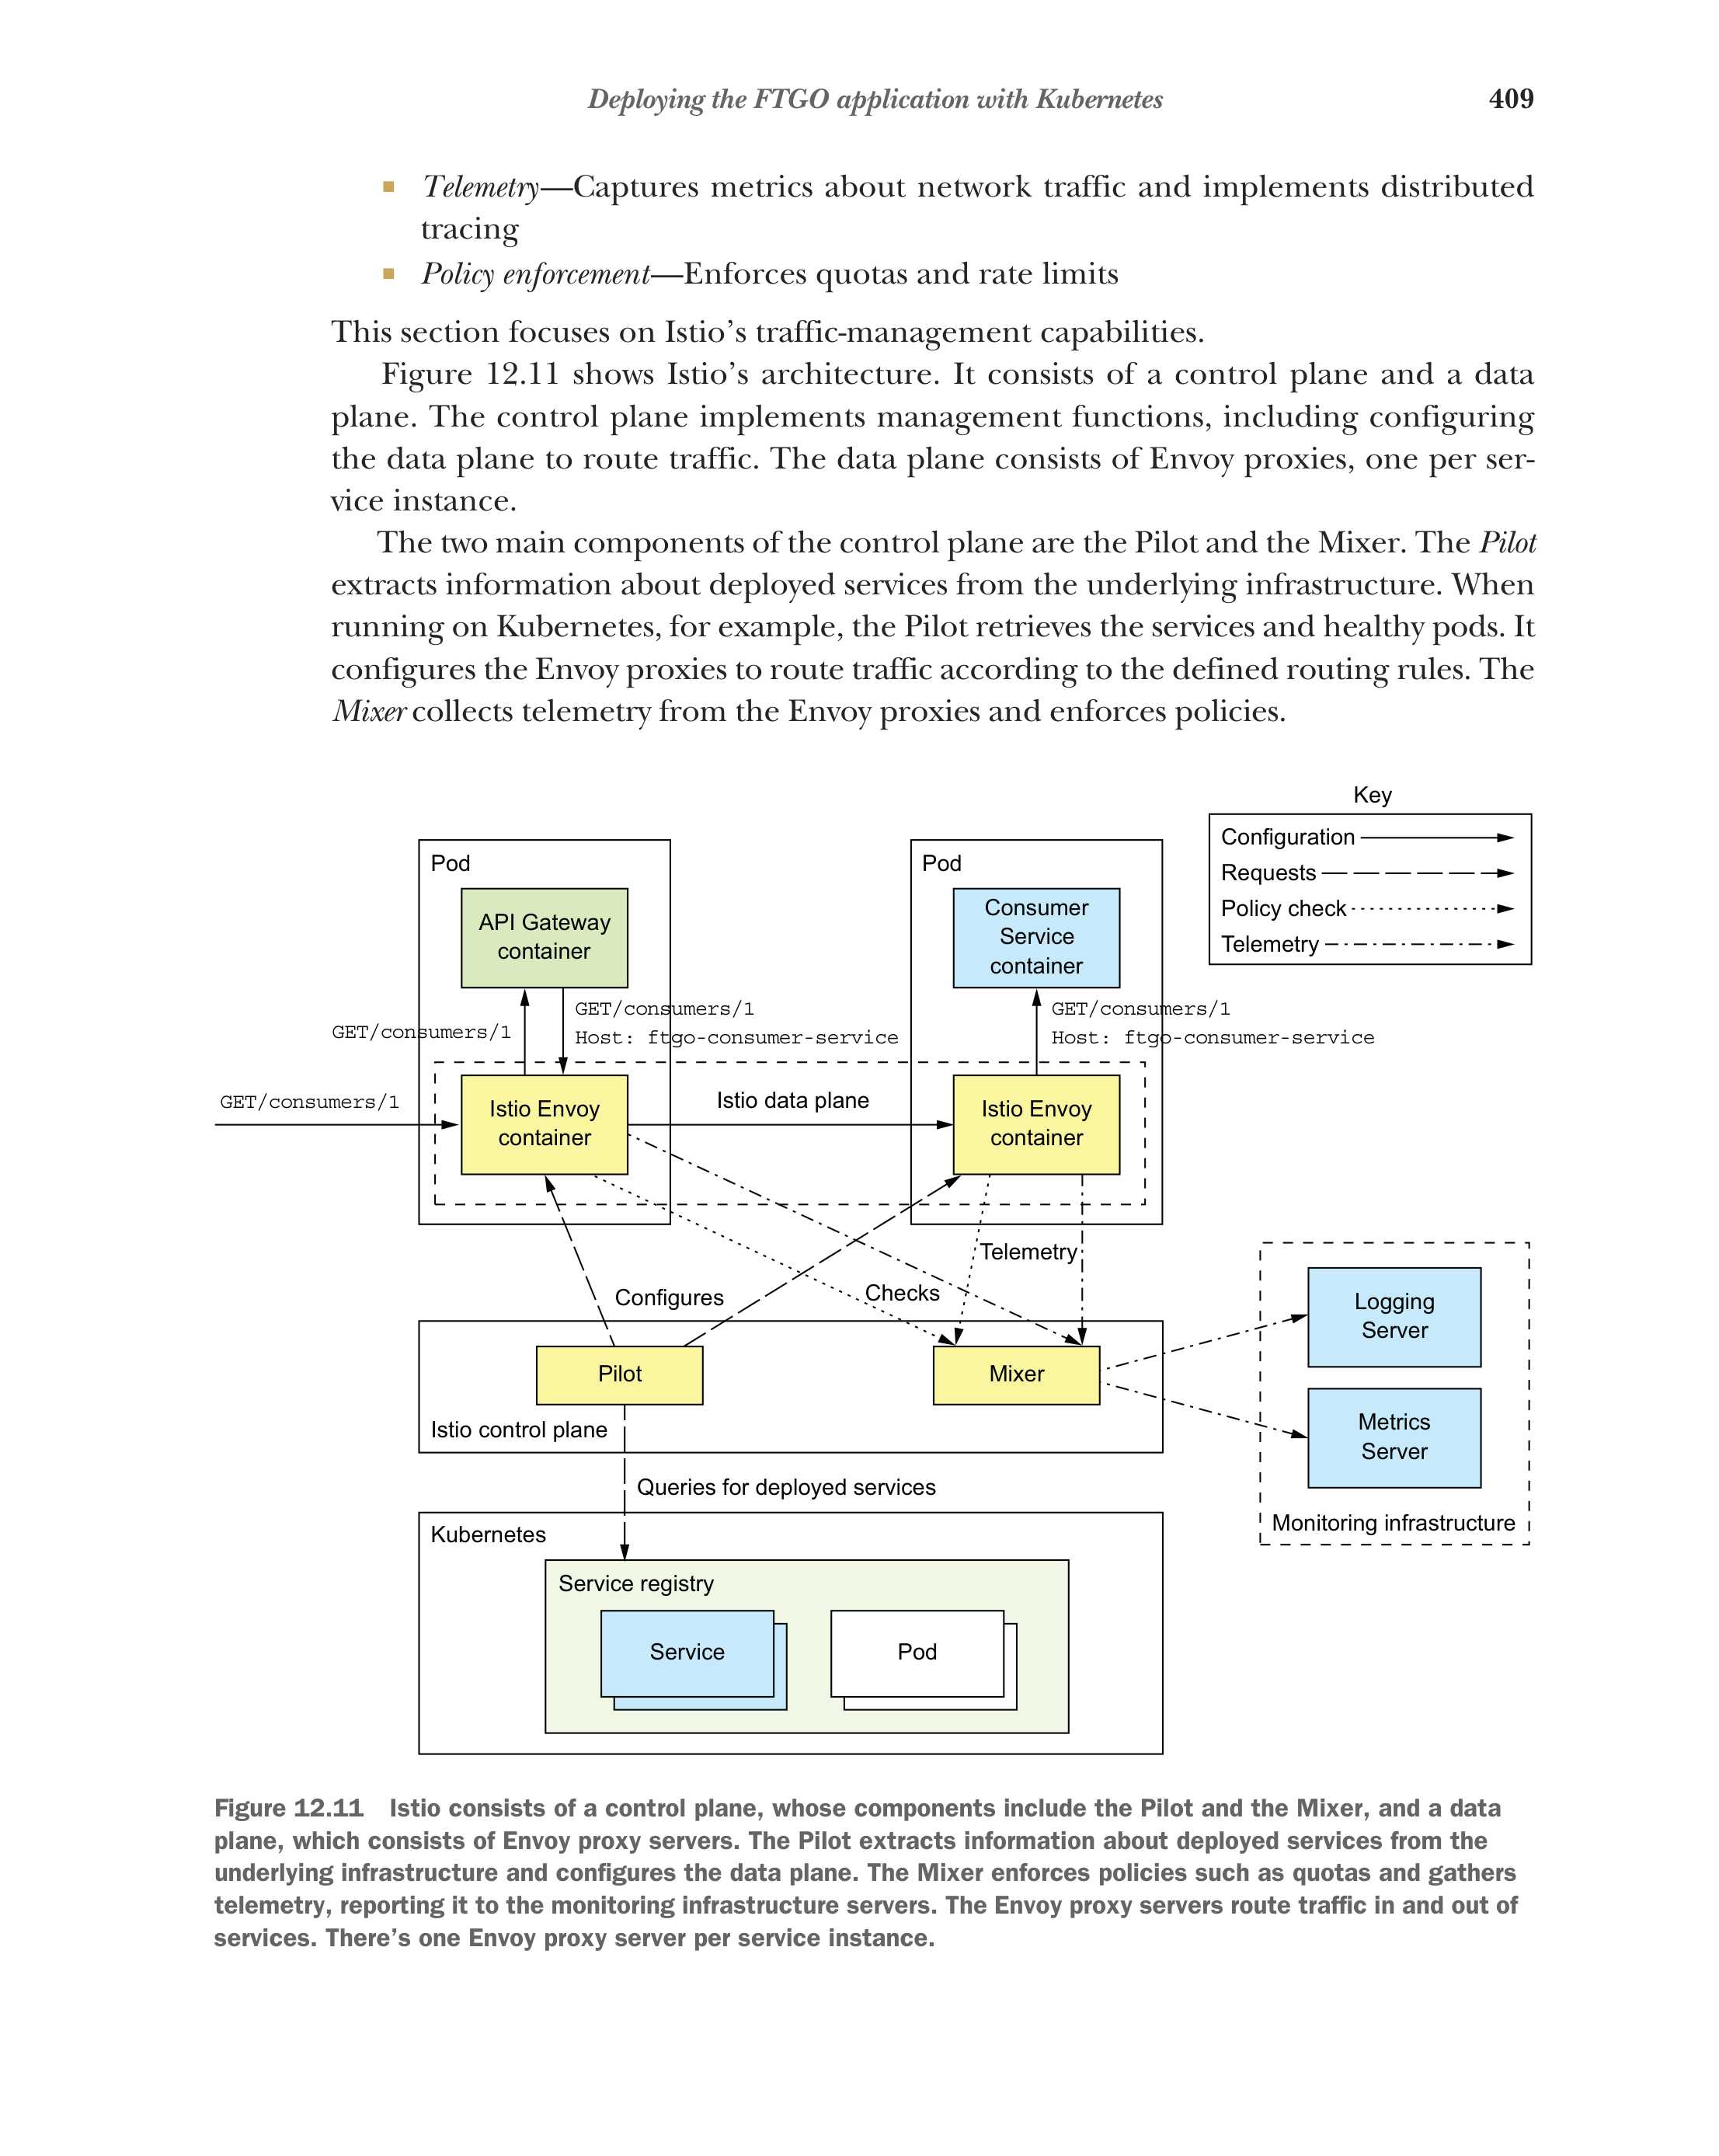 Deploying the FTGO application with Kubernetes 409
Telemetry—Captures metrics about network traffic and implements distributed
tracing
Policy enforcement—Enforces quotas and rate limits
This section focuses on Istio’s traffic-management capabilities.
Figure 12.11 shows Istio’s architecture. It consists of a control plane and a data
plane. The control plane implements management functions, including configuring
the data plane to route traffic. The data plane consists of Envoy proxies, one per ser-
vice instance.
The two main components of the control plane are the Pilot and the Mixer. The Pilot
extracts information about deployed services from the underlying infrastructure. When
running on Kubernetes, for example, the Pilot retrieves the services and healthy pods. It
configures the Envoy proxies to route traffic according to the defined routing rules. The
Mixer collects telemetry from the Envoy proxies and enforces policies.
Key
Configuration
Requests
Policy check
Telemetry
Pod
API Gateway
container
Pod
Consumer
Service
container
GET/consumers/1
GET/consumers/1
Host: ftgo-consumer-service
GET/consumers/1
Host: ftgo-consumer-service
GET/consumers/1
Istio Envoy
container
Istio data plane
Istio Envoy
container
Telemetry
Checks
Configures
Pilot
Mixer
Istio control plane
Logging
Server
Metrics
Server
Monitoring infrastructure
Queries for deployed services
Kubernetes
Service registry
Service
Pod
Figure 12.11 Istio consists of a control plane, whose components include the Pilot and the Mixer, and a data
plane, which consists of Envoy proxy servers. The Pilot extracts information about deployed services from the
underlying infrastructure and configures the data plane. The Mixer enforces policies such as quotas and gathers
telemetry, reporting it to the monitoring infrastructure servers. The Envoy proxy servers route traffic in and out of
services. There’s one Envoy proxy server per service instance.